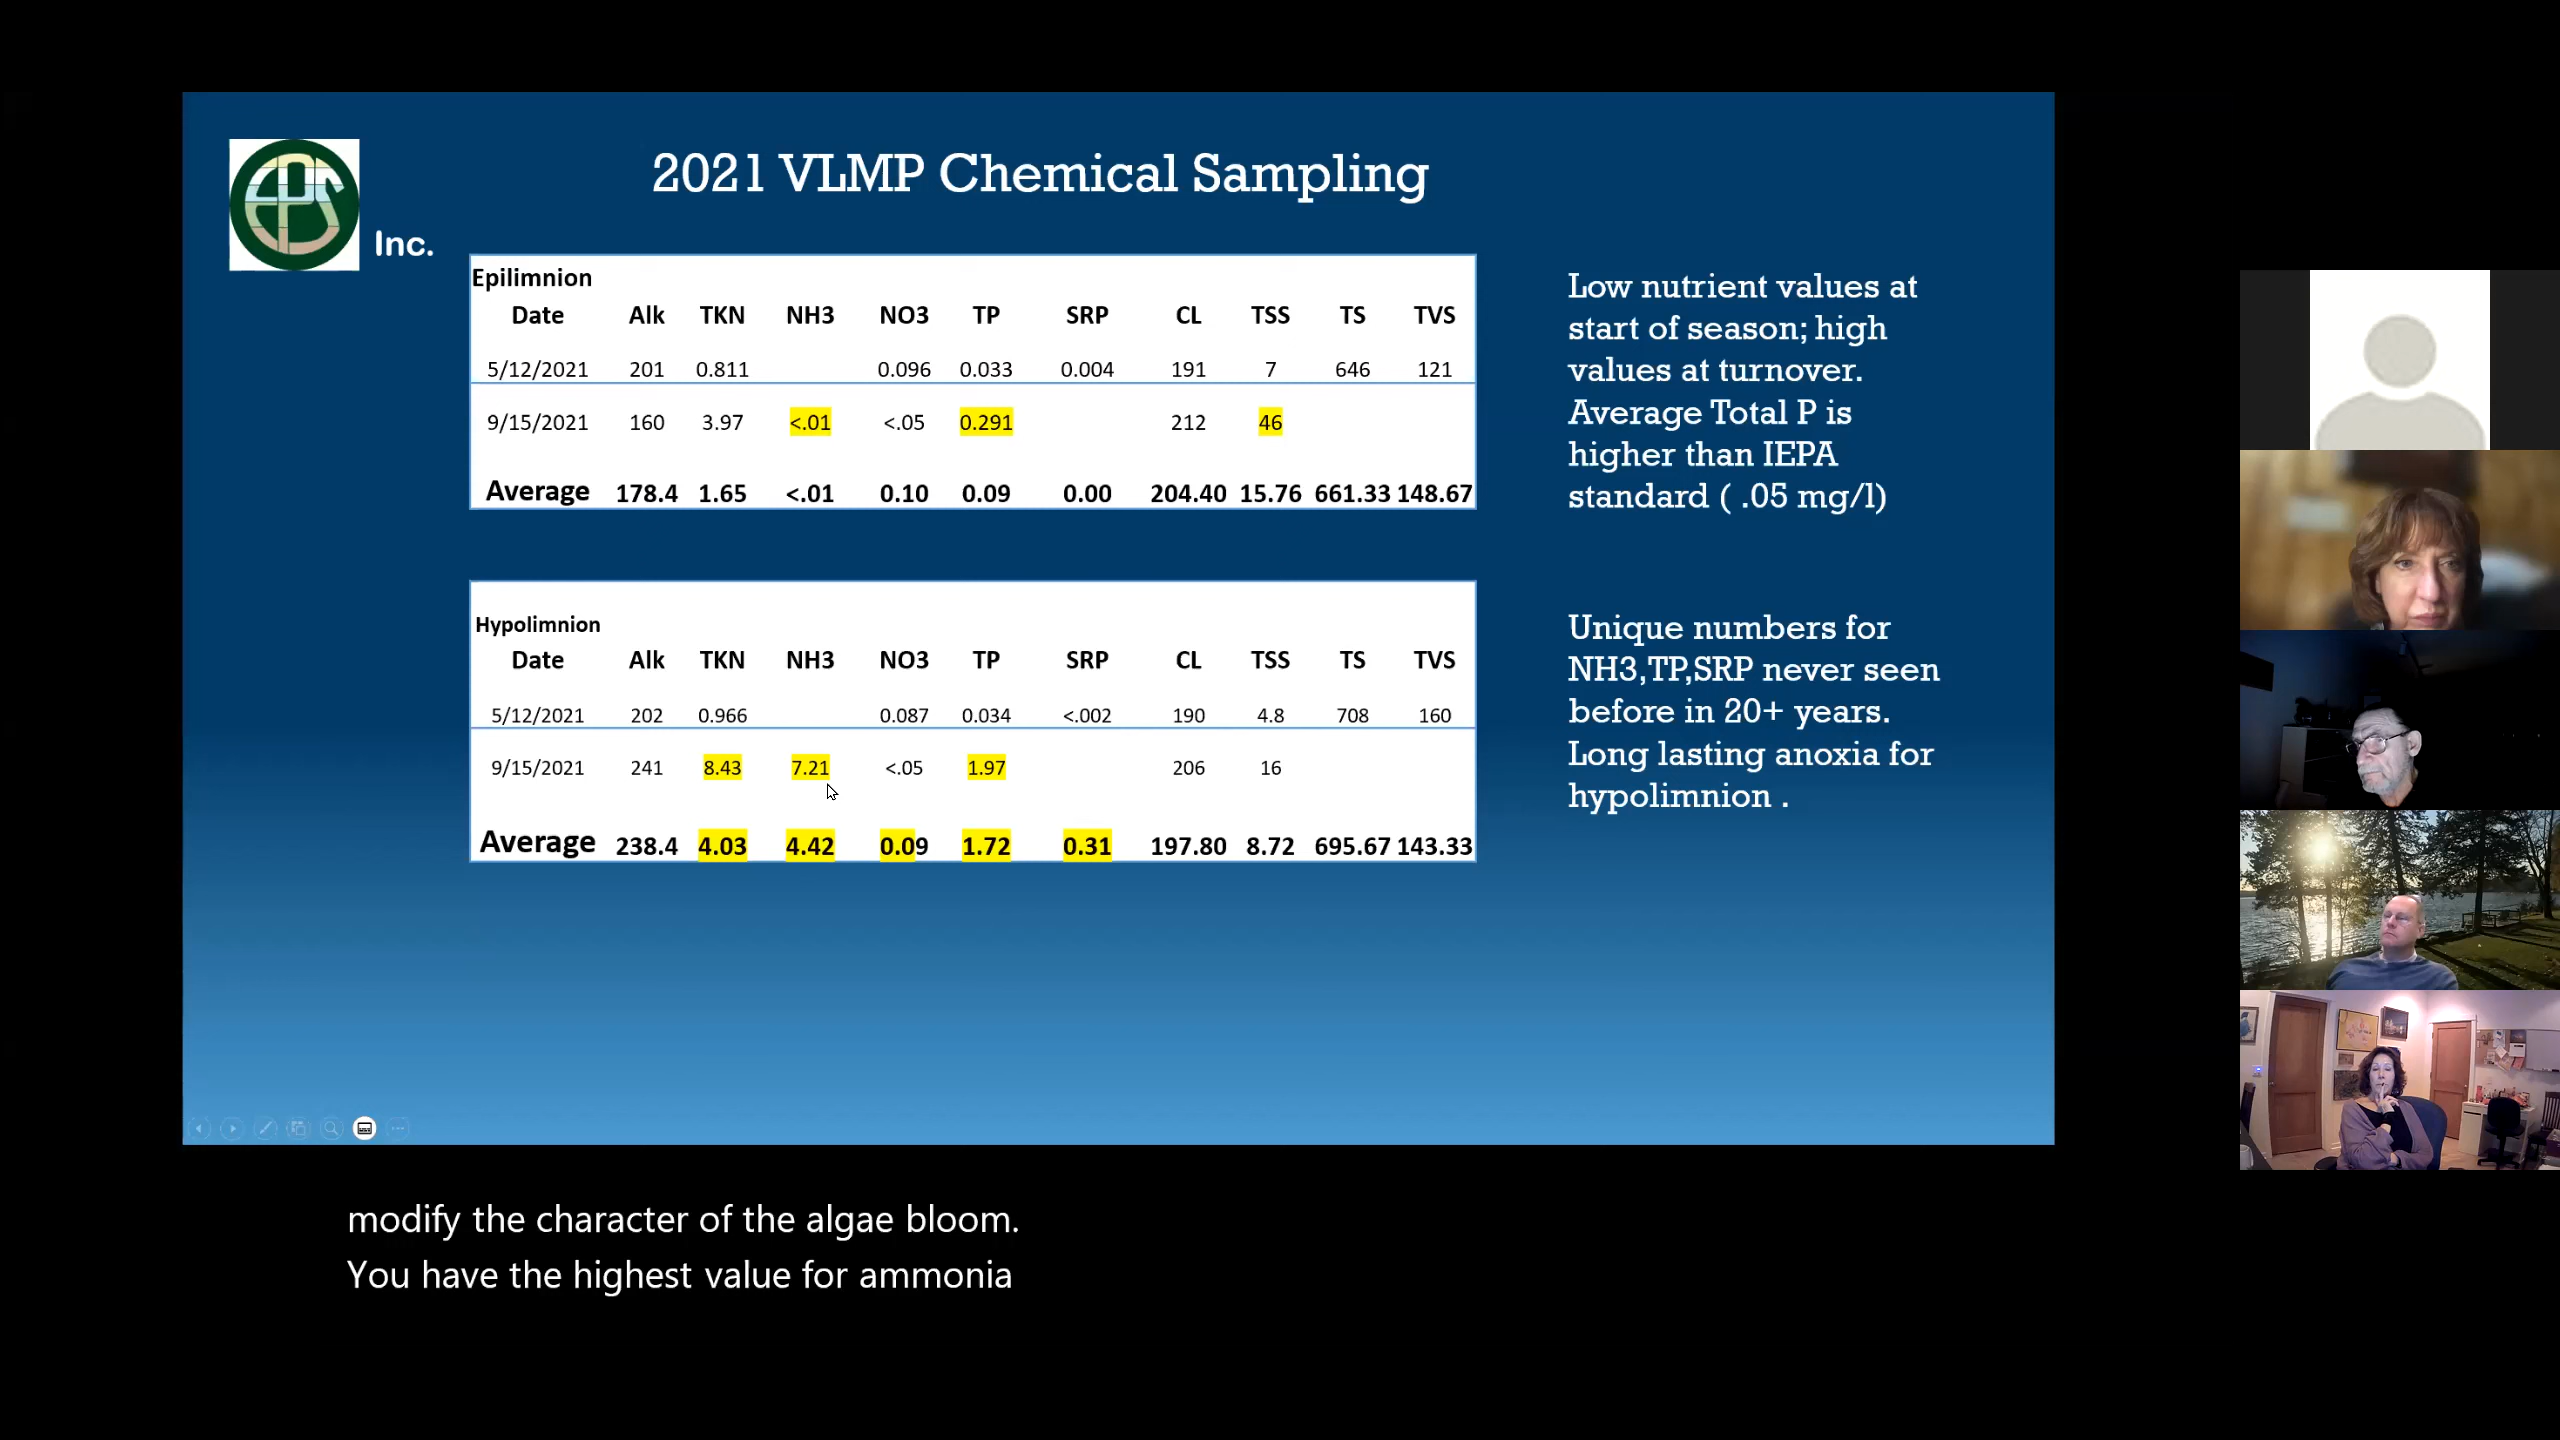 2021 VLMP Chemical Sampling
EPS
Inc.
Epilimnion
Date Alk TKN NH3 NO3 TP SRP CL TSS TS TVS
5/12/2021 201 0.811 0.096 0.033 0.004 191 7 646 121
9/15/2021 160 3.97 <.01 <.05 0.291 212 46
Average 178.4 1.65 <.01 0.10 0.09 0.00 204.40 15.76 661.33 148.67
Low nutrient values at
start of season; high
values at turnover.
Average Total P is
higher than IEPA
standard ( .05 mg/l)
Hypolimnion
Date Alk TKN NH3 NO3 TP SRP CL TSS TS TVS
5/12/2021 202 0.966 0.087 0.034 <.002 190 4.8 708 160
9/15/2021 241 8.43 7.21 <.05 1.97 206 16
Average 238.4 4.03 4.42 0.09 1.72 0.31 197.80 8.72 695.67 143.33
Unique numbers for
NH3,TP,SRP never seen
before in 20+ years.
Long lasting anoxia for
hypolimnion .
modify the character of the algae bloom.
You have the highest value for ammonia